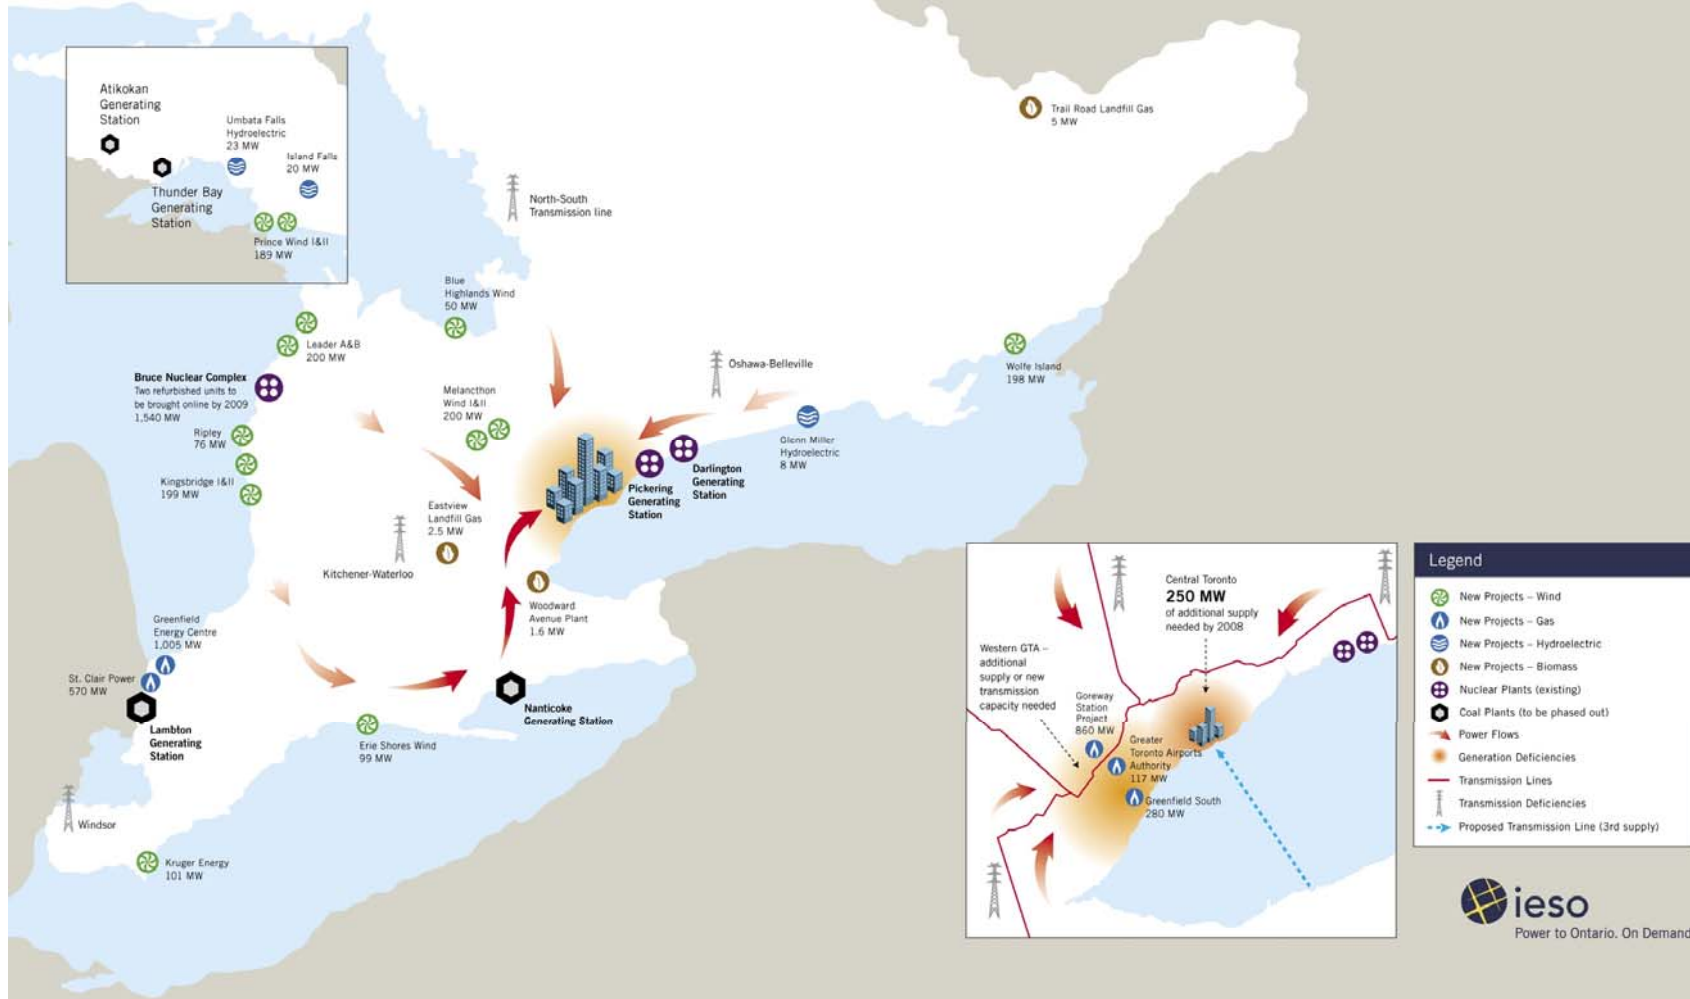 Atikokan
Generating
Station
Thunder Bay
Generating
Station
Umbata Falls
Hydroelectric
23 MW
Island Falls
20 MW
Prince Wind I&II
189 MW
North-South
Transmission line
Trail Road Landfill Gas
5 MW
Blue
Highlands Wind
50 MW
Leader A&B
200 MW
Bruce Nuclear Complex
Two refurbished units to
be brought online by 2009
1,540 MW
Ripley
76 MW
Kingsbridge I&II
199 MW
Melancthon
Wind I&II
200 MW
Oshawa-Belleville
Wolfe Island
198 MW
Glenn Miller
Hydroelectric
8 MW
Darlington
Generating
Station
Pickering
Generating
Station
Eastview
Landfill Gas
2.5 MW
Kitchener-Waterloo
Woodward
Avenue Plant
1.6 MW
Greenfield
Energy Centre
1,005 MW
St. Clair Power
570 MW
Lambton
Generating
Station
Nanticoke
Generating Station
Erie Shores Wind
99 MW
Windsor
Kruger Energy
101 MW
Central Toronto
250 MW
of additional supply
needed by 2008
Western GTA –
additional
supply or new
transmission
capacity needed
Goreway
Station
Project
860 MW
Greater
Toronto Airports
Authority
117 MW
Greenfield South
280 MW
Legend
New Projects – Wind
New Projects – Gas
New Projects – Hydroelectric
New Projects – Biomass
Nuclear Plants (existing)
Coal Plants (to be phased out)
Power Flows
Generation Deficiencies
Transmission Lines
Transmission Deficiencies
Proposed Transmission Line (3rd supply)
ieso
Power to Ontario. On Demand